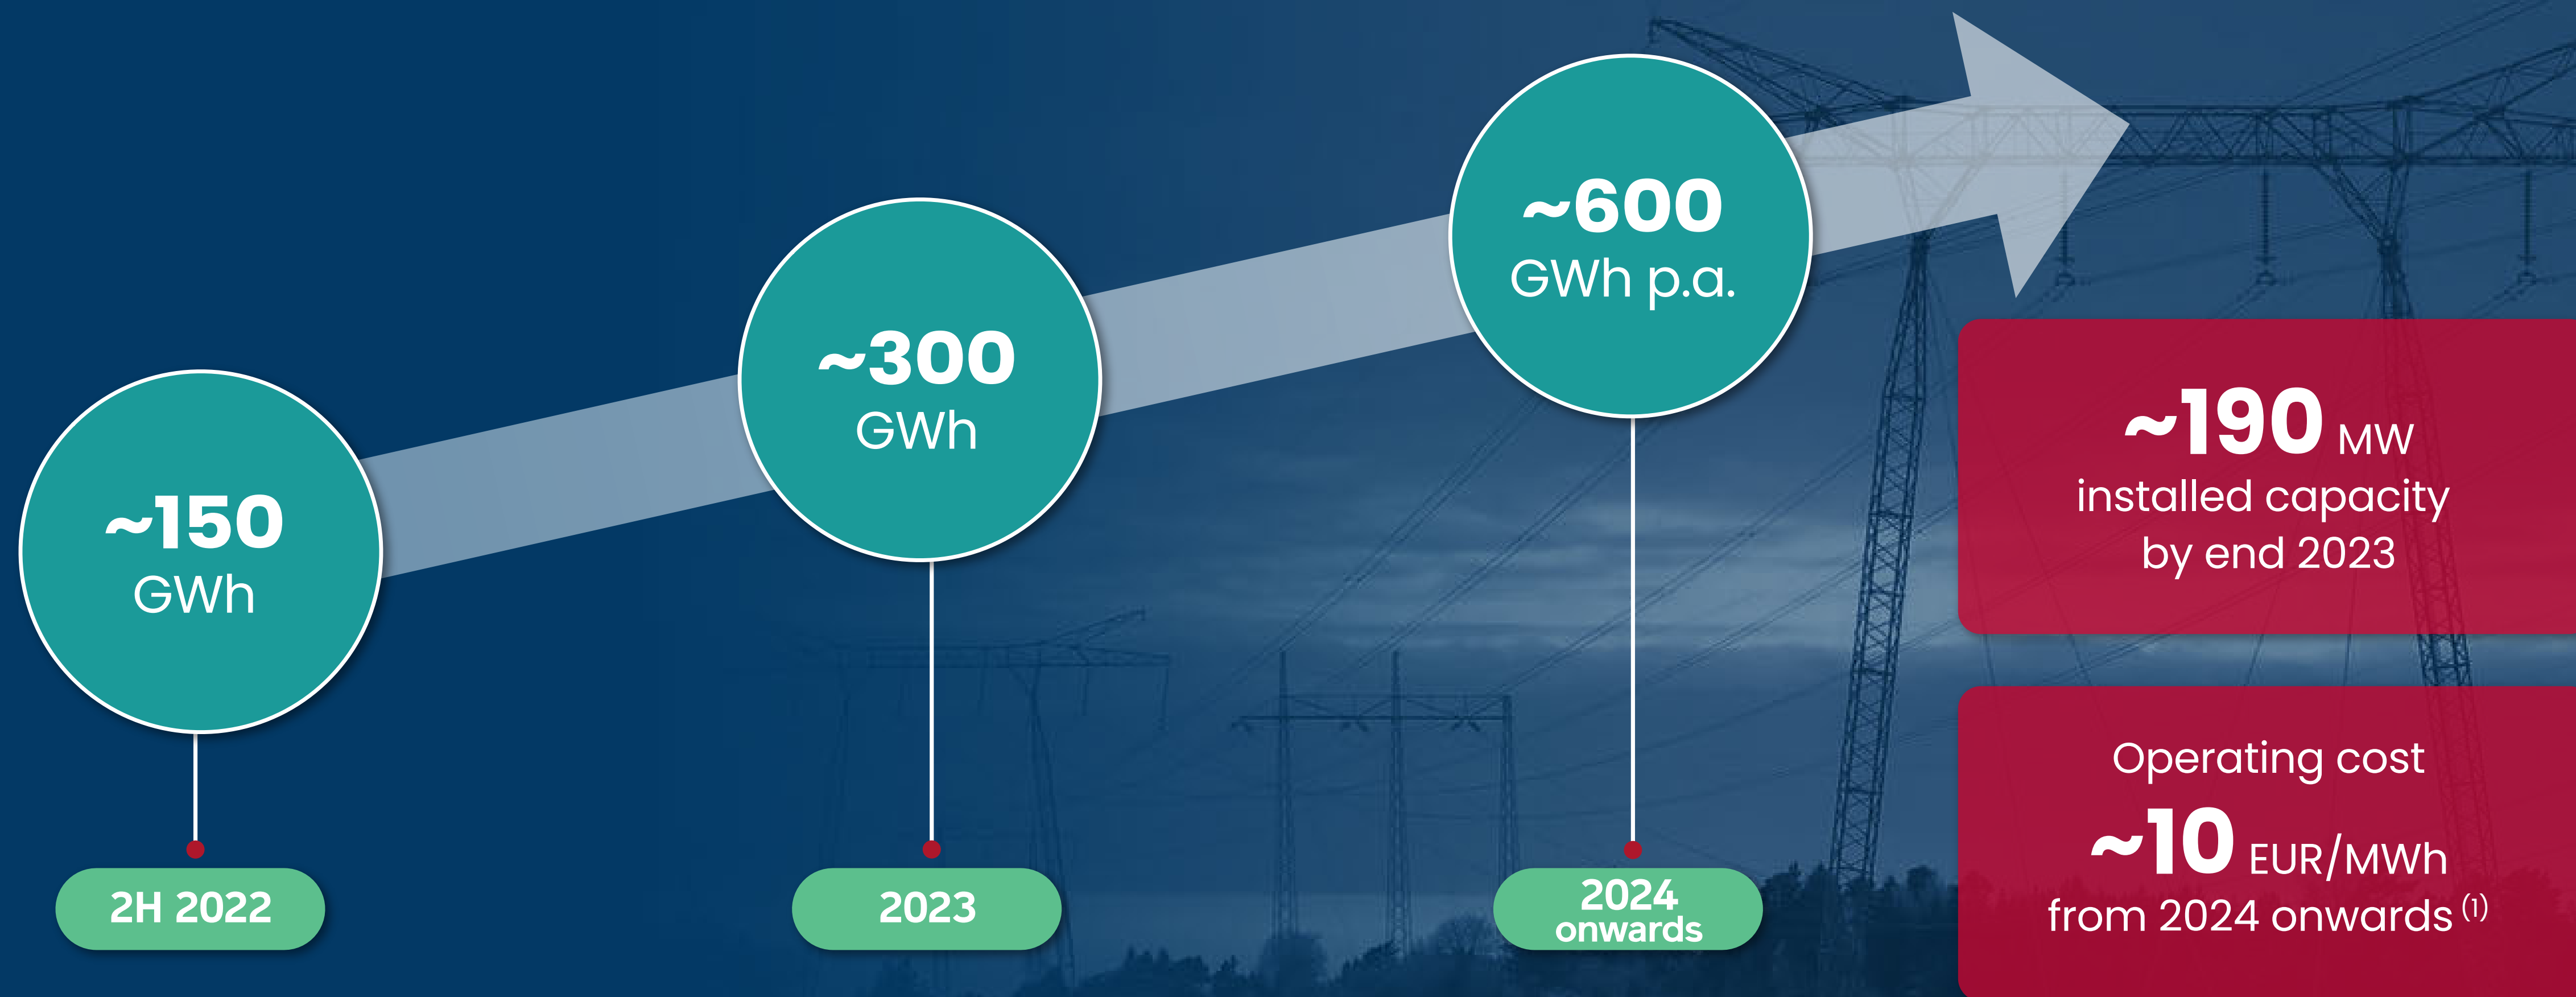 ~150
GWh
2H 2022
~300
GWh
2023
~600
GWh p.a.
2024
onwards
~190 MW
installed capacity
by end 2023
Operating cost
~10 EUR/MWh
from 2024 onwards (1)